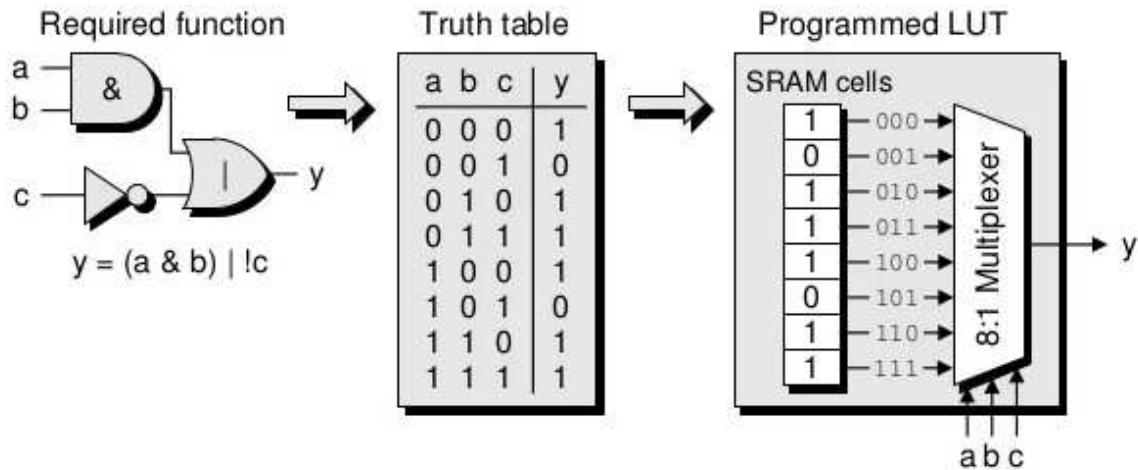 Required function
a
&
b
|
y
c
y = (a & b) | !c
Truth table
a b c y
0 0 0 1
0 0 1 0
0 1 0 1
0 1 1 1
1 0 0 1
1 0 1 0
1 1 0 1
1 1 1 1
Programmed LUT
SRAM cells
1 000
0 001
1 010
1 011
1 100
0 101
1 110
1 111
8:1 Multiplexer
y
a b c